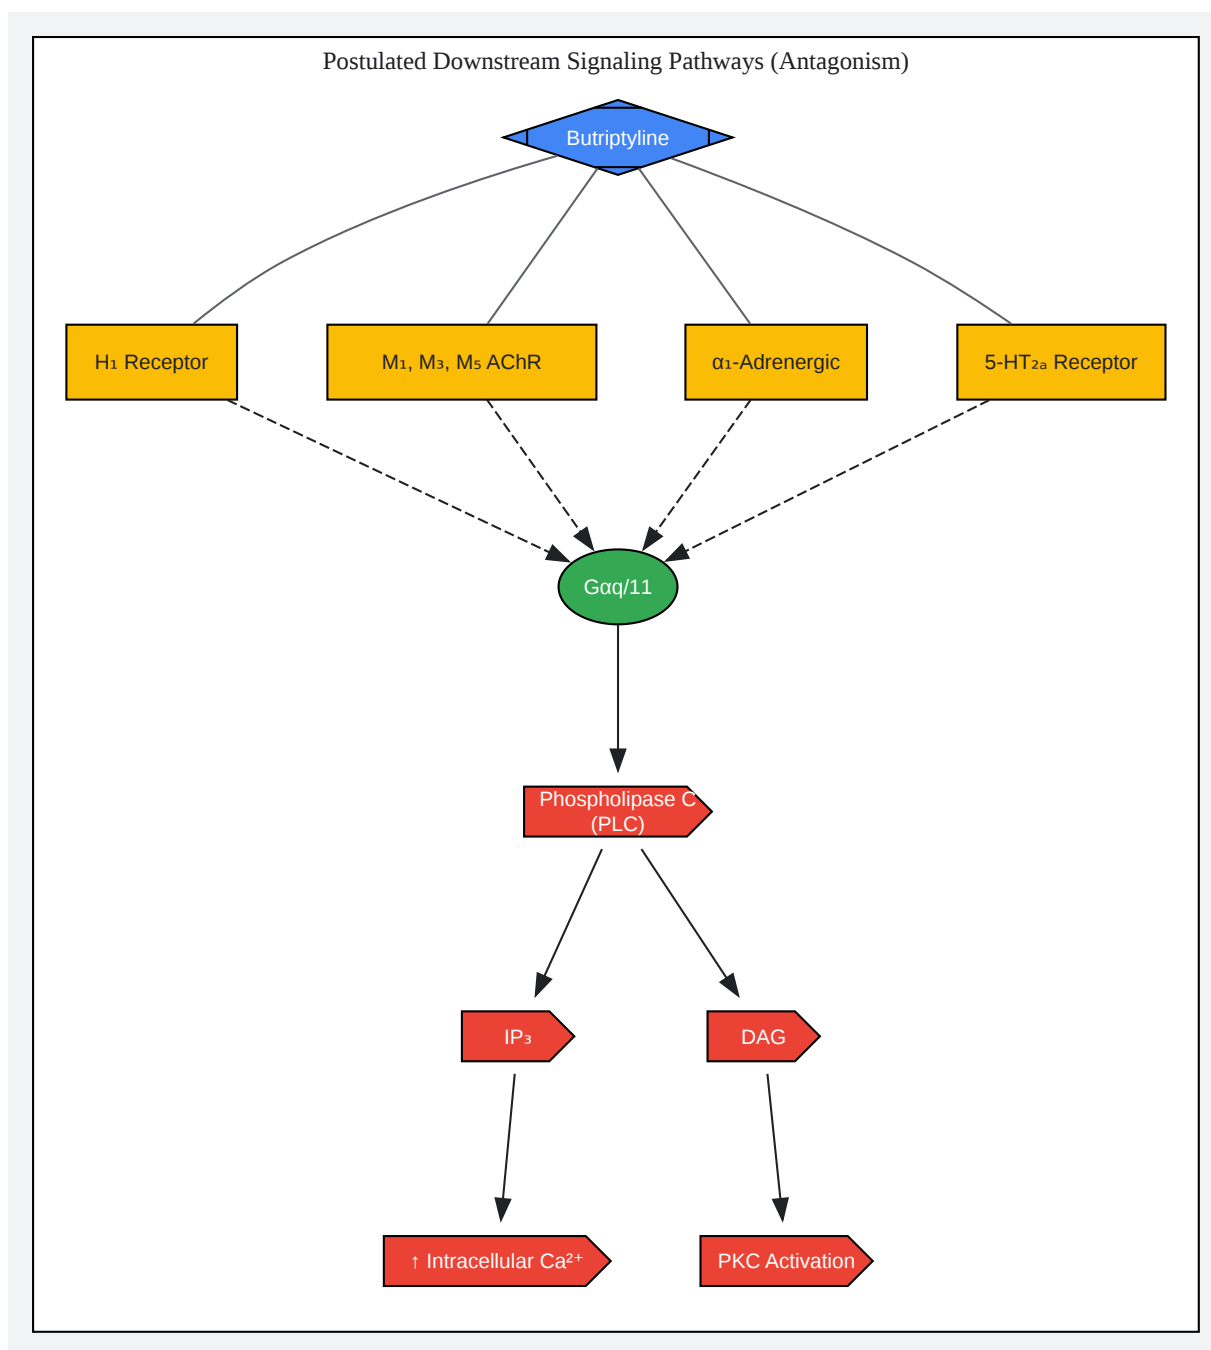 Postulated Downstream Signaling Pathways (Antagonism)
Butriptyline
H₁ Receptor
M₁, M₃, M₅ AChR
α₁-Adrenergic
5-HT₂ₐ Receptor
Gαq/11
Phospholipase C
(PLC)
IP₃
DAG
↑ Intracellular Ca²⁺
PKC Activation